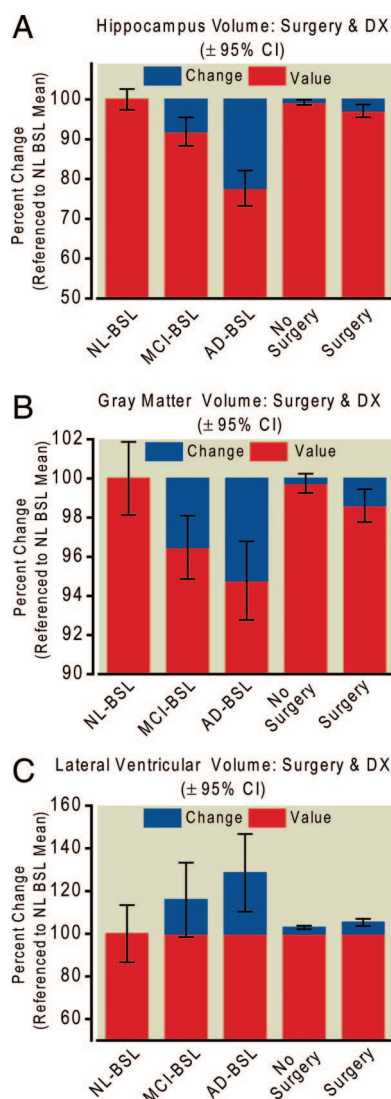 A
Hippocampus Volume: Surgery & DX
(± 95% CI)
Change Value
Percent Change
(Referenced to NL BSL Mean)
100
90
80
70
60
50
NL-BSL
MCI-BSL
AD-BSL
No
Surgery
Surgery
B
Gray Matter Volume: Surgery & DX
(± 95% CI)
Change Value
Percent Change
(Referenced to NL BSL Mean)
102
100
98
96
94
92
90
NL-BSL
MCI-BSL
AD-BSL
No
Surgery
Surgery
C
Lateral Ventricular Volume: Surgery & DX
(± 95% CI)
Change Value
Percent Change
(Referenced to NL BSL Mean)
160
140
120
100
80
60
NL-BSL
MCI-BSL
AD-BSL
No
Surgery
Surgery